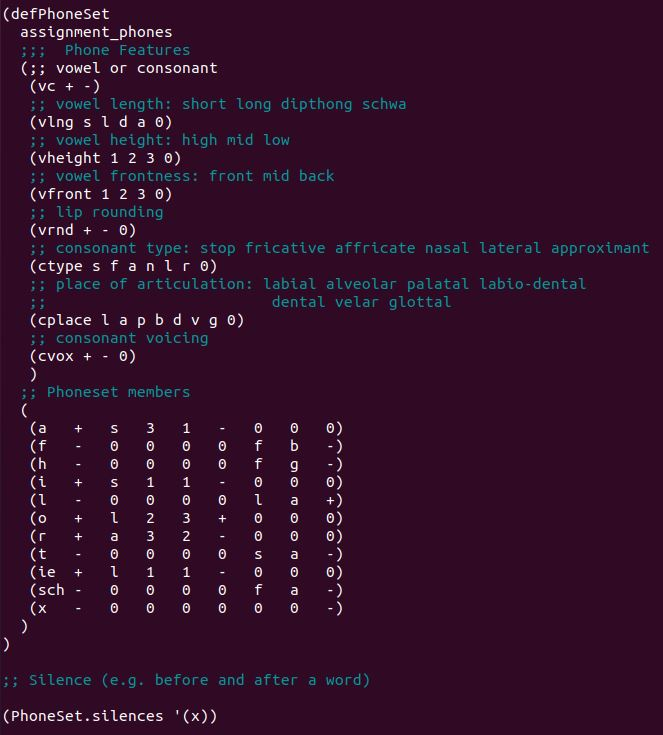 (defPhoneSet
  assignment_phones
  ;;;  Phone Features
  (;; vowel or consonant
   (vc + -)
   ;; vowel length: short long dipthong schwa
   (vlng s l d a 0)
   ;; vowel height: high mid low
   (vheight 1 2 3 0)
   ;; vowel frontness: front mid back
   (vfront 1 2 3 0)
   ;; lip rounding
   (vrnd + - 0)
   ;; consonant type: stop fricative affricate nasal lateral approximant
   (ctype s f a n l r 0)
   ;; place of articulation: labial alveolar palatal labio-dental
   ;;                         dental velar glottal
   (cplace l a p b d v g 0)
   ;; consonant voicing
   (cvox + - 0)
   )
  ;; Phoneset members
  (
   (a   +   s   3   1   -   0   0   0)
   (f   -   0   0   0   0   f   b   -)
   (h   -   0   0   0   0   f   g   -)
   (i   +   s   1   1   -   0   0   0)
   (l   -   0   0   0   0   l   a   +)
   (o   +   l   2   3   +   0   0   0)
   (r   +   a   3   2   -   0   0   0)
   (t   -   0   0   0   0   s   a   -)
   (ie  +   l   1   1   -   0   0   0)
   (sch -   0   0   0   0   f   a   -)
   (x   -   0   0   0   0   0   0   -)
  )
)
;; Silence (e.g. before and after a word)
(PhoneSet.silences '(x))